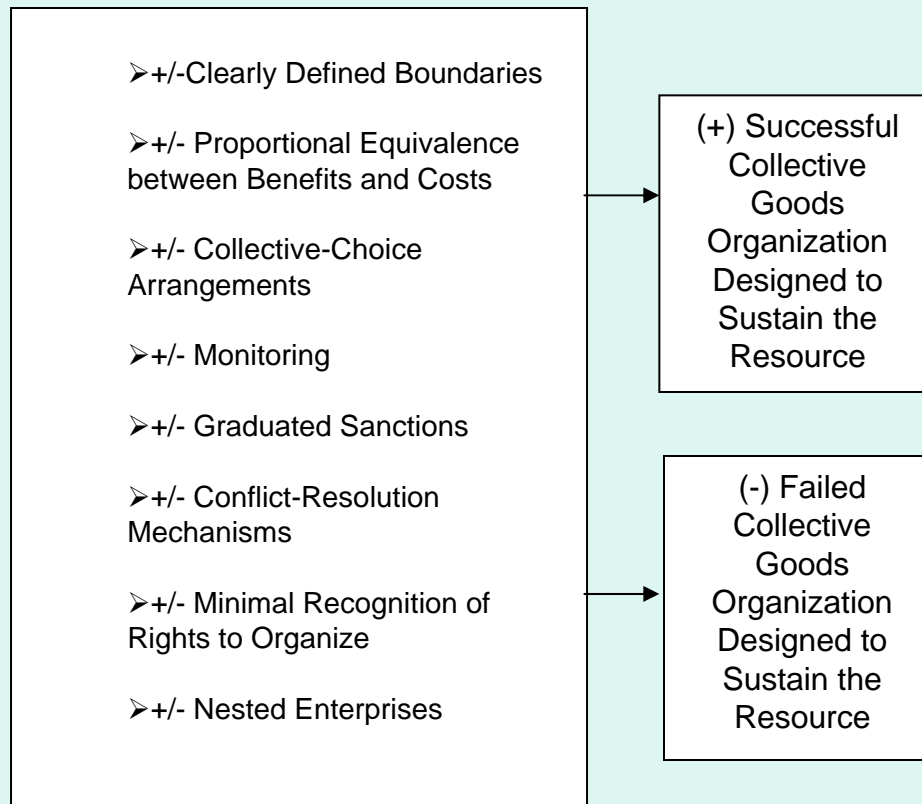 ➢+/-Clearly Defined Boundaries
➢+/- Proportional Equivalence
between Benefits and Costs
➢+/- Collective-Choice
Arrangements
➢+/- Monitoring
➢+/- Graduated Sanctions
➢+/- Conflict-Resolution
Mechanisms
➢+/- Minimal Recognition of
Rights to Organize
➢+/- Nested Enterprises
(+) Successful
Collective
Goods
Organization
Designed to
Sustain the
Resource
(-) Failed
Collective
Goods
Organization
Designed to
Sustain the
Resource